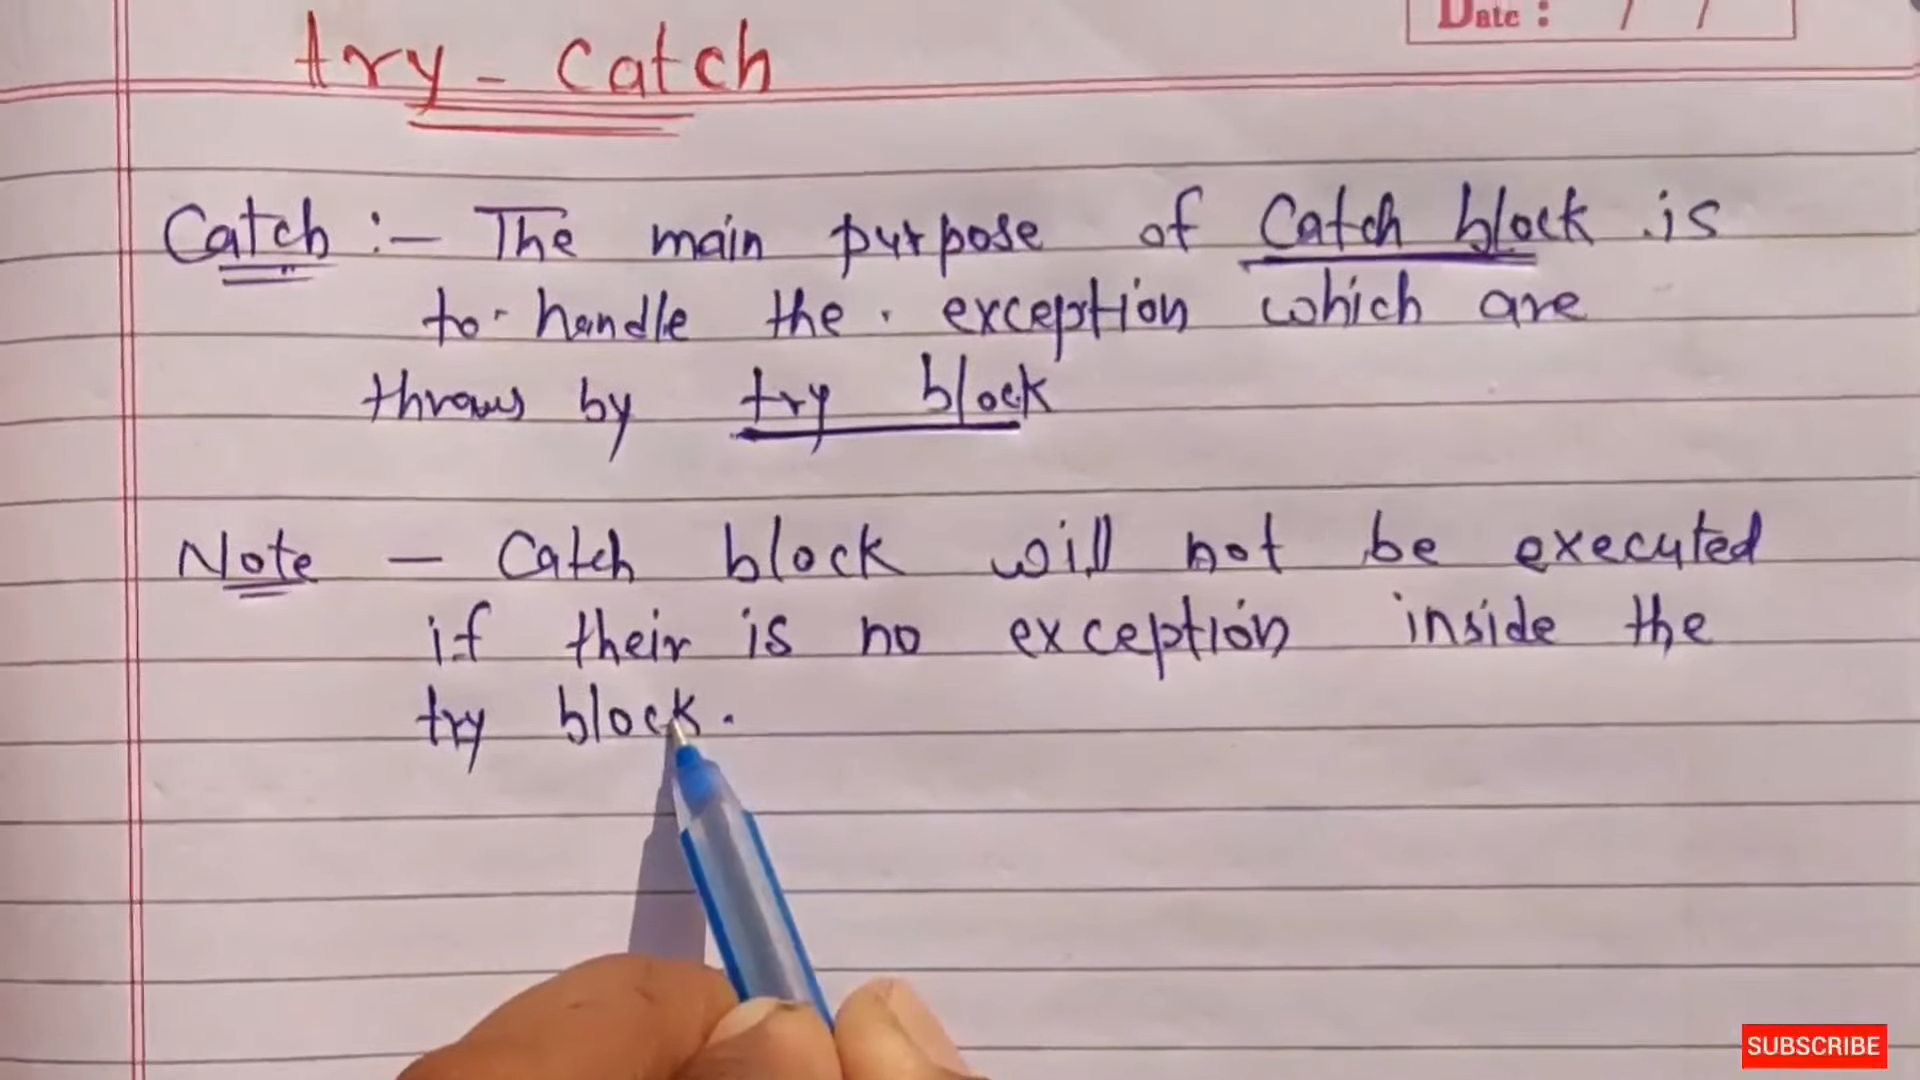 Date : / /
try - catch
Catch :- The main purpose of Catch block is
to handle the exception which are
throws by try block
Note - Catch block will not be executed
if their is no exception inside the
try block.
SUBSCRIBE